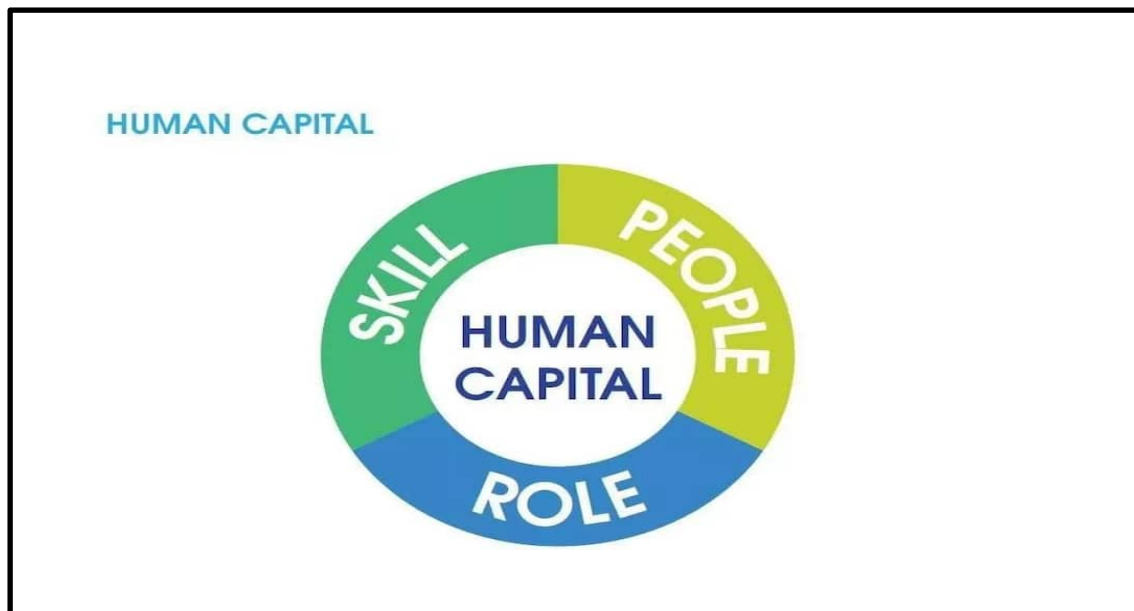 HUMAN CAPITAL
SKILL
PEOPLE
HUMAN
CAPITAL
ROLE